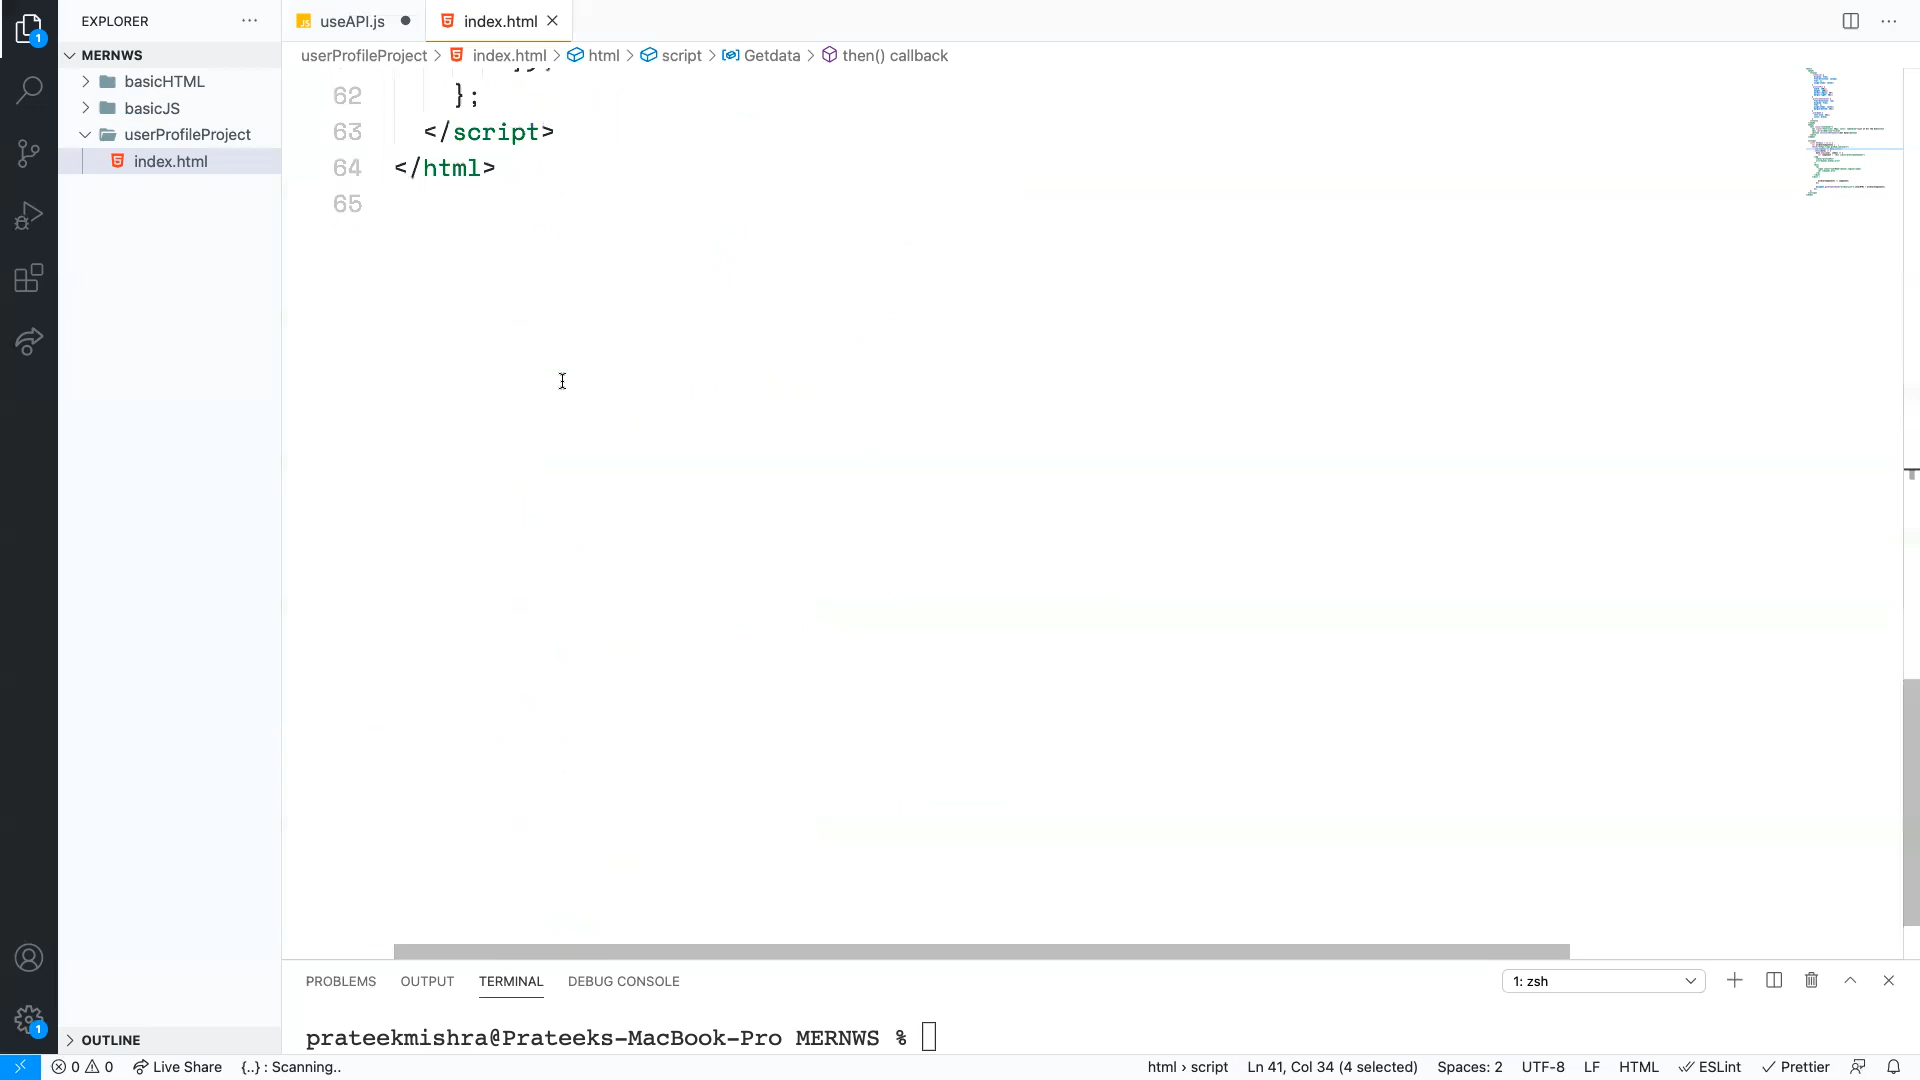 EXPLORER
useAPI.js
index.html
MERNWS
basicHTML
basicJS
userProfileProject
index.html
userProfileProject > index.html > html > script > Getdata > then() callback
62 };
63 </script>
64 </html>
65
OUTLINE
PROBLEMS OUTPUT TERMINAL DEBUG CONSOLE
1: zsh
prateekmishra@Prateeks-MacBook-Pro MERNWS %
1
1
0 0 Live Share {..} : Scanning..
html › script Ln 41, Col 34 (4 selected) Spaces: 2 UTF-8 LF HTML ESLint Prettier